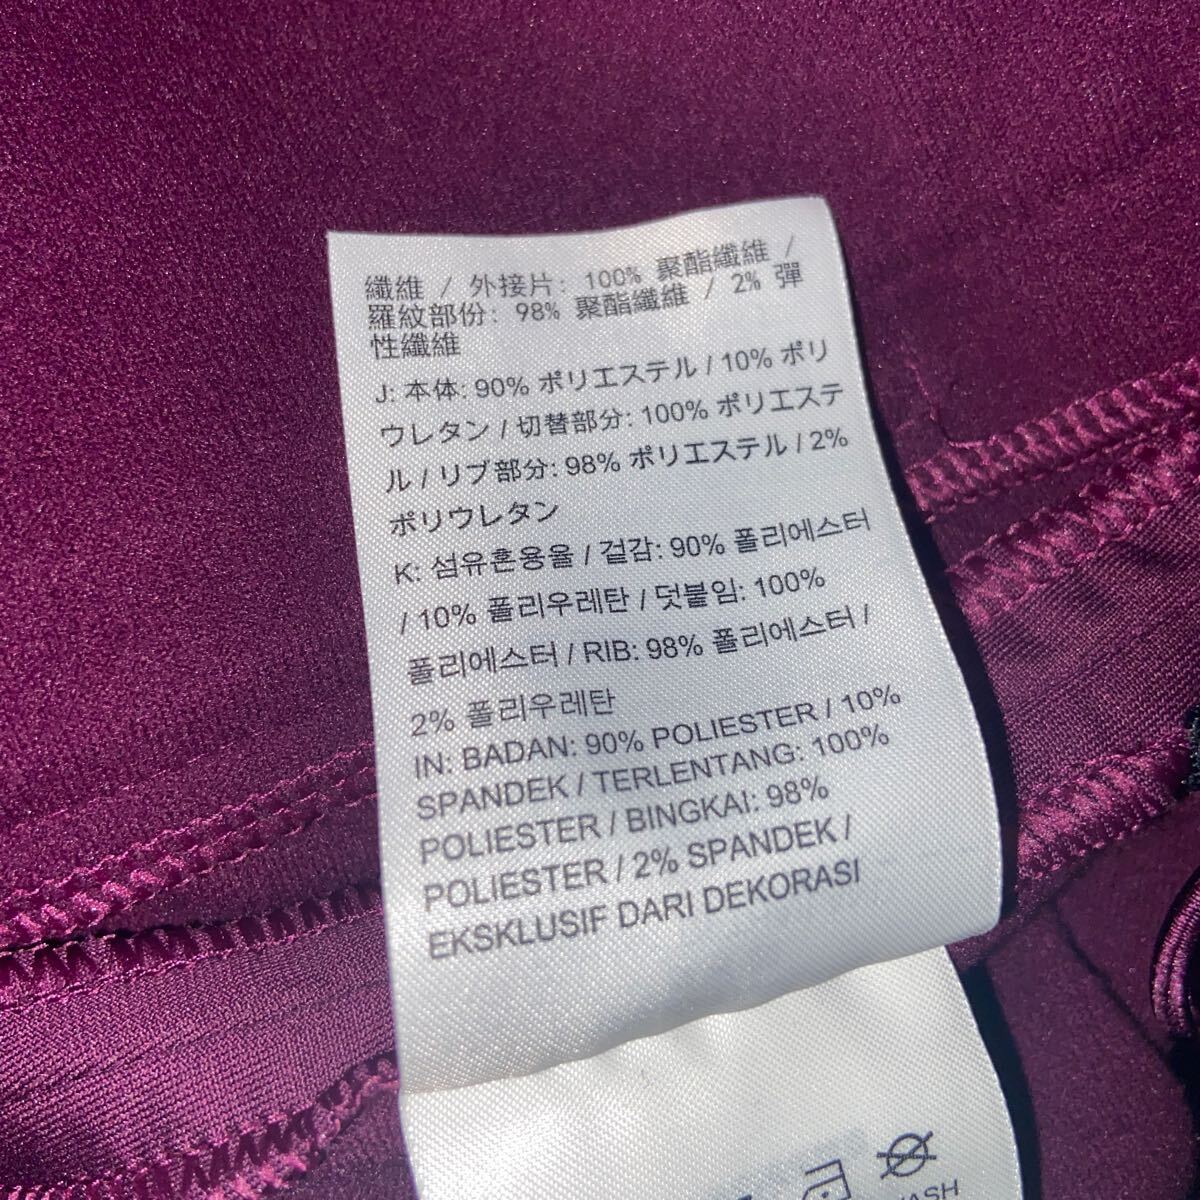 纖維 / 外接片: 100% 聚酯纖維 /
羅紋部份: 98% 聚酯纖維 / 2% 彈
性纖維
J: 本体: 90% ポリエステル / 10% ポリ
ウレタン / 切替部分: 100% ポリエステ
ル / リブ部分: 98% ポリエステル / 2%
ポリウレタン
K: 섬유혼용율 / 겉감: 90% 폴리에스터
/ 10% 폴리우레탄 / 덧붙임: 100%
폴리에스터 / RIB: 98% 폴리에스터 /
2% 폴리우레탄
IN: BADAN: 90% POLIESTER / 10%
SPANDEK / TERLENTANG: 100%
POLIESTER / BINGKAI: 98%
POLIESTER / 2% SPANDEK /
EKSKLUSIF DARI DEKORASI